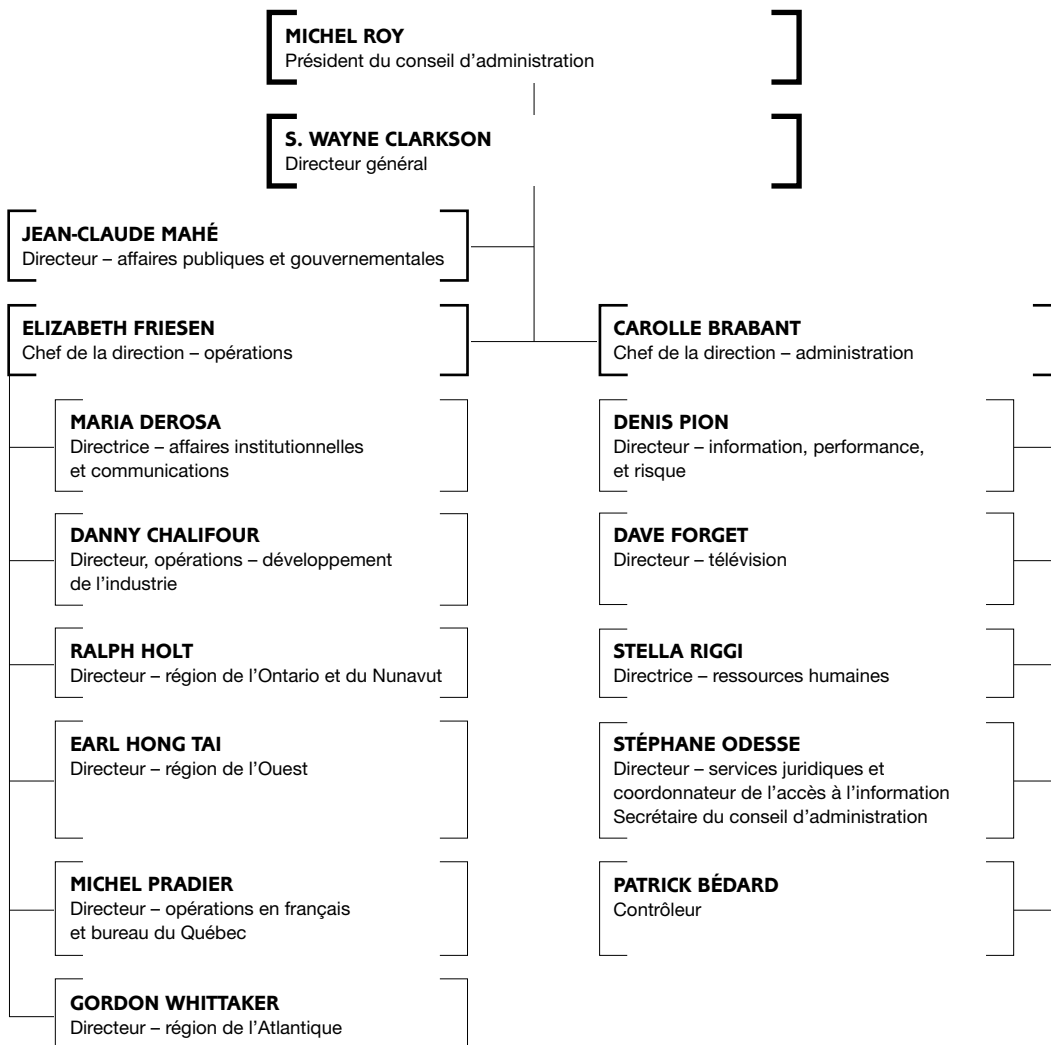 MICHEL ROY
Président du conseil d’administration
S. WAYNE CLARKSON
Directeur général
JEAN-CLAUDE MAHÉ
Directeur – affaires publiques et gouvernementales
ELIZABETH FRIESEN
Chef de la direction – opérations
CAROLLE BRABANT
Chef de la direction – administration
MARIA DEROSA
Directrice – affaires institutionnelles
et communications
DENIS PION
Directeur – information, performance,
et risque
DANNY CHALIFOUR
Directeur, opérations – développement
de l’industrie
DAVE FORGET
Directeur – télévision
RALPH HOLT
Directeur – région de l’Ontario et du Nunavut
STELLA RIGGI
Directrice – ressources humaines
EARL HONG TAI
Directeur – région de l’Ouest
STÉPHANE ODESSE
Directeur – services juridiques et
coordonnateur de l’accès à l’information
Secrétaire du conseil d’administration
MICHEL PRADIER
Directeur – opérations en français
et bureau du Québec
PATRICK BÉDARD
Contrôleur
GORDON WHITTAKER
Directeur – région de l’Atlantique